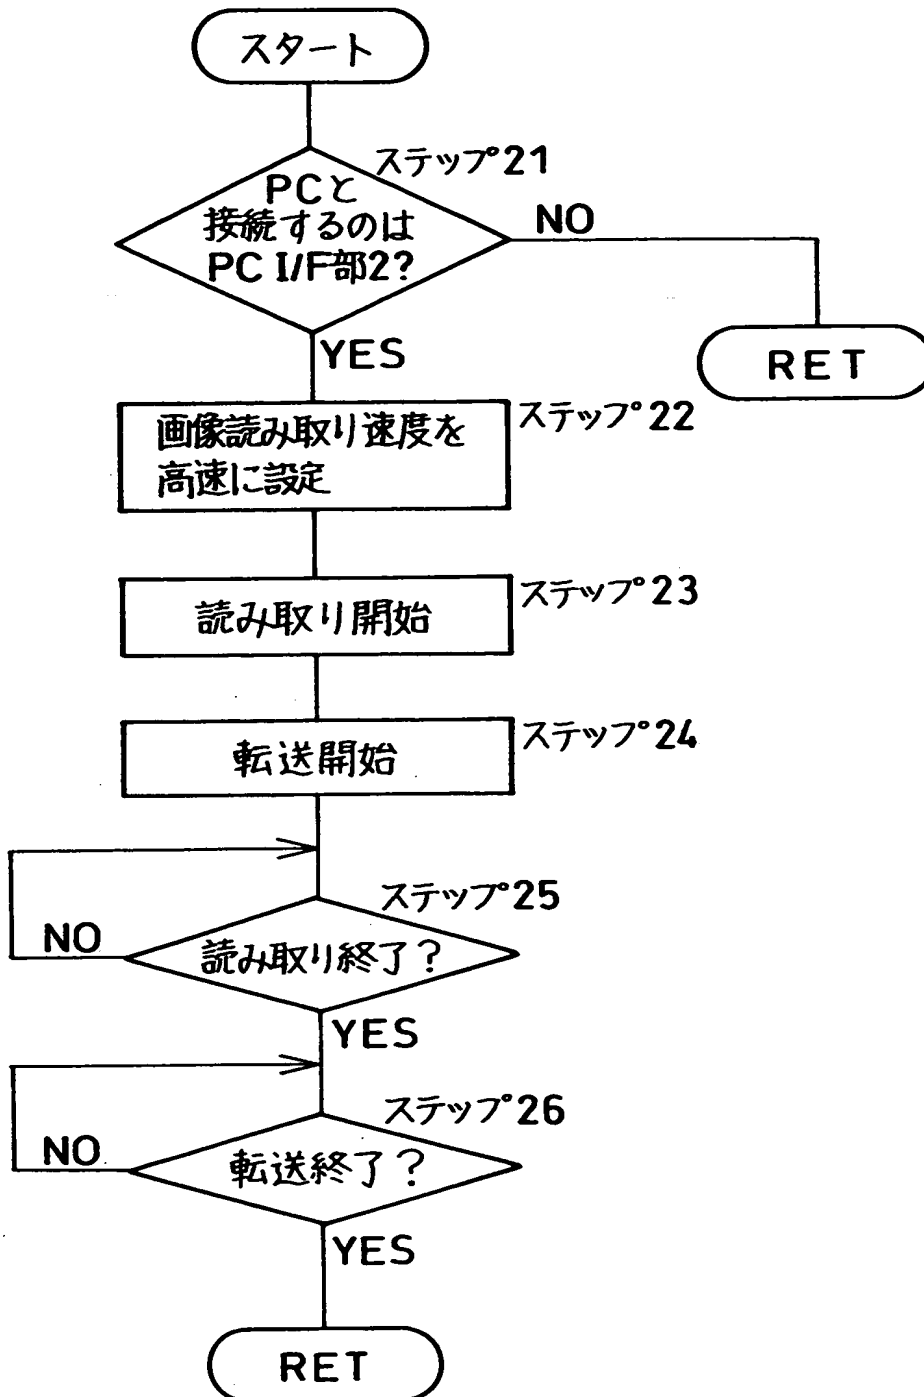 スタート
ステップ21
PCと
接続するのは
PC I/F部2?
NO
RET
YES
ステップ22
画像読み取り速度を
高速に設定
ステップ23
読み取り開始
ステップ24
転送開始
ステップ25
NO
読み取り終了?
YES
ステップ26
NO
転送終了?
YES
RET